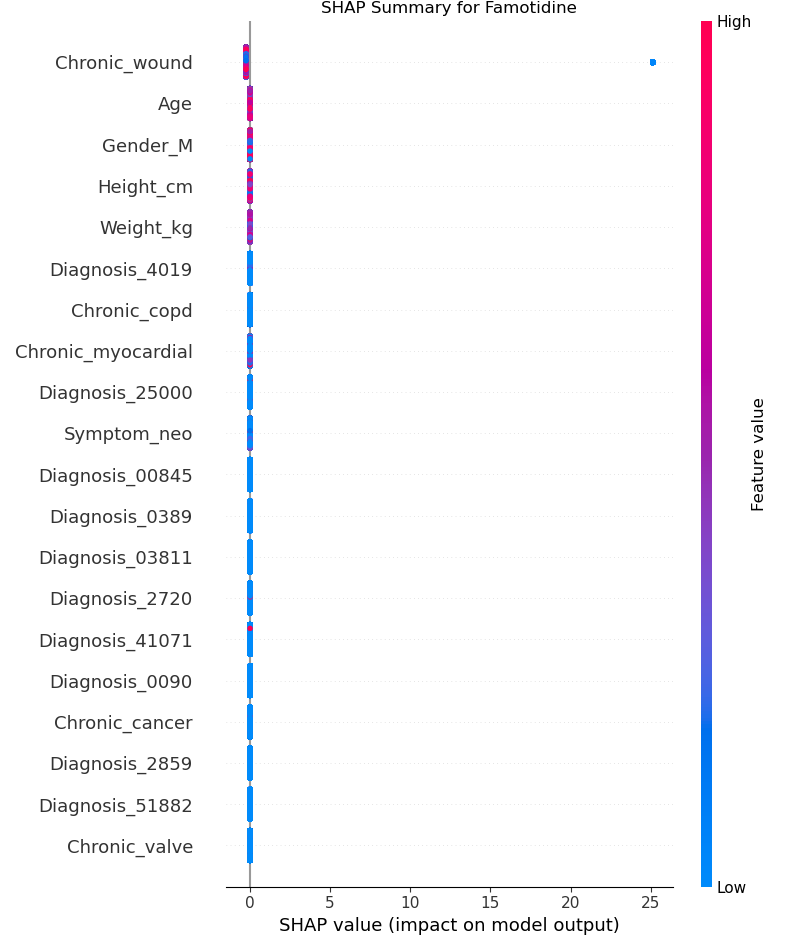 SHAP Summary for Famotidine
High
Chronic_wound
Age
Gender_M
Height_cm
Weight_kg
Diagnosis_4019
Chronic_copd
Chronic_myocardial
Diagnosis_25000
Symptom_neo
Diagnosis_00845
Diagnosis_0389
Diagnosis_03811
Diagnosis_2720
Diagnosis_41071
Diagnosis_0090
Chronic_cancer
Diagnosis_2859
Diagnosis_51882
Chronic_valve
Feature value
Low
0 5 10 15 20 25
SHAP value (impact on model output)